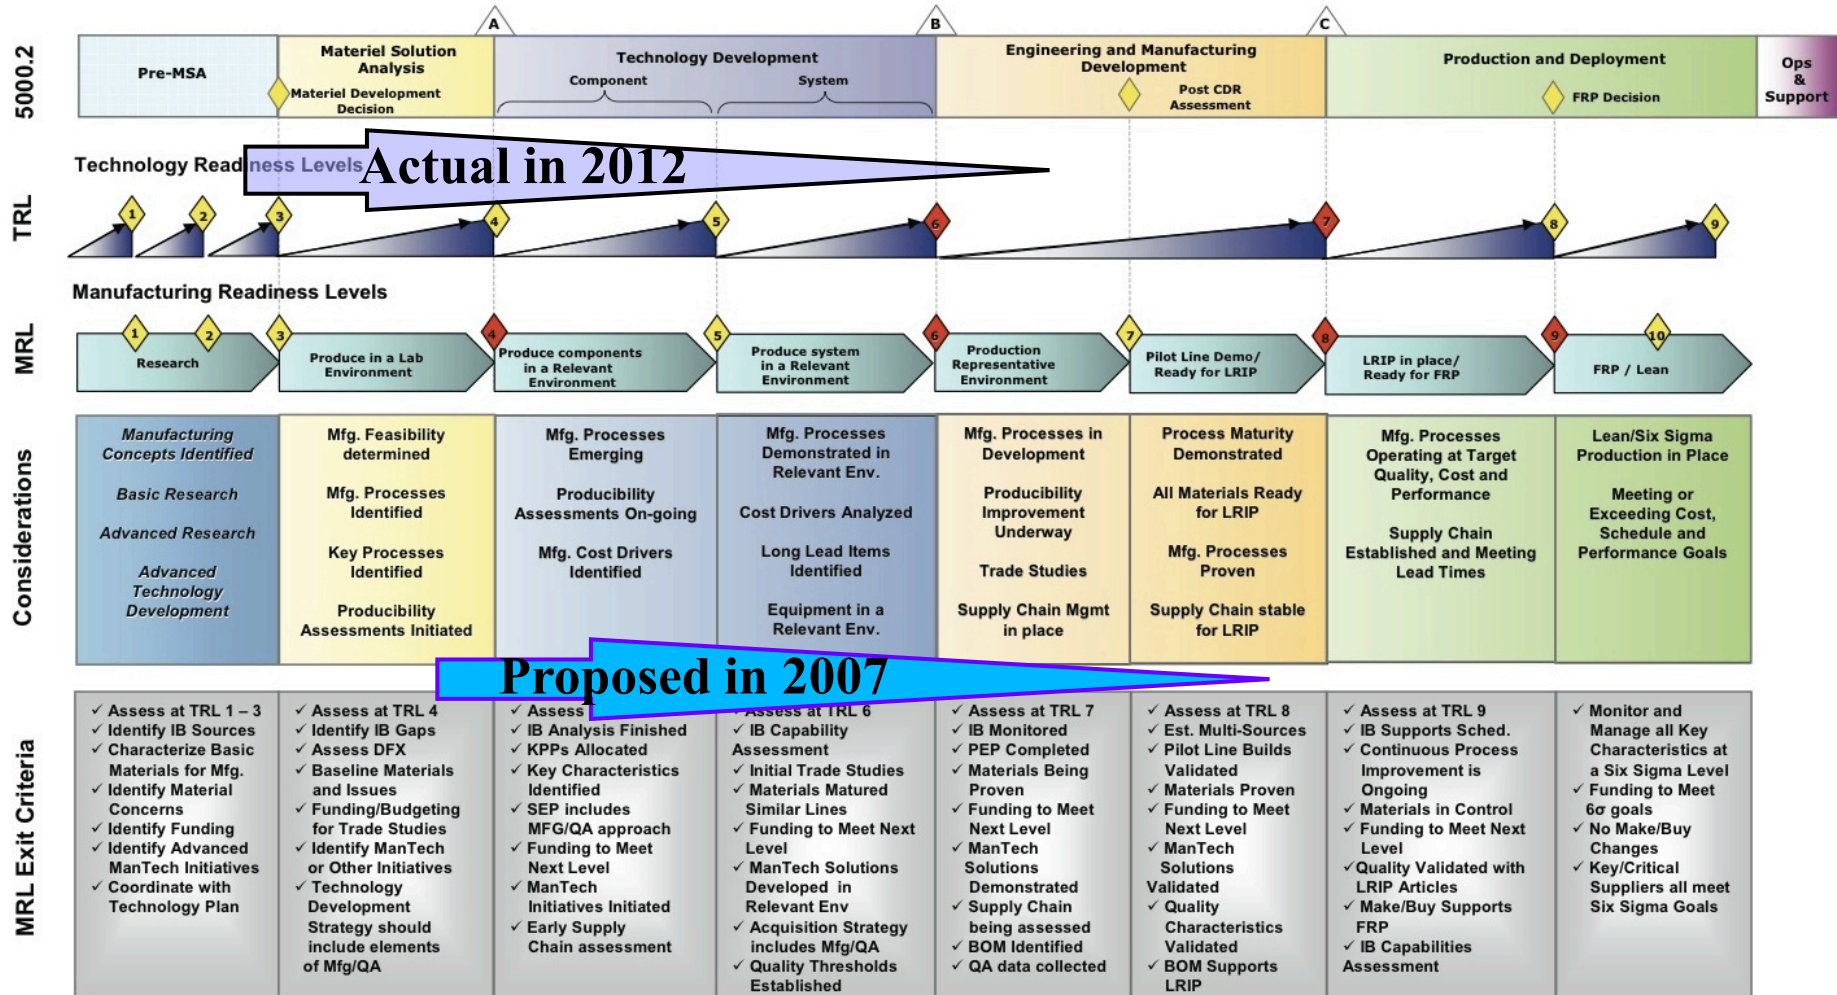 A
B
C
5000.2
Pre-MSA
Materiel Solution
Analysis
Materiel Development
Decision
Technology Development
Component
System
Engineering and Manufacturing
Development
Post CDR
Assessment
Production and Deployment
FRP Decision
Ops
&
Support
Technology Readiness Levels
Actual in 2012
TRL
1
2
3
4
5
6
7
8
9
Manufacturing Readiness Levels
MRL
1
2
3
4
5
6
7
8
9
10
Research
Produce in a Lab
Environment
Produce components
in a Relevant
Environment
Produce system
in a Relevant
Environment
Production
Representative
Environment
Pilot Line Demo/
Ready for LRIP
LRIP in place/
Ready for FRP
FRP / Lean
Considerations
Manufacturing
Concepts Identified
Basic Research
Advanced Research
Advanced
Technology
Development
Mfg. Feasibility
determined
Mfg. Processes
Identified
Key Processes
Identified
Producibility
Assessments Initiated
Mfg. Processes
Emerging
Producibility
Assessments On-going
Mfg. Cost Drivers
Identified
Mfg. Processes
Demonstrated in
Relevant Env.
Cost Drivers Analyzed
Long Lead Items
Identified
Equipment in a
Relevant Env.
Mfg. Processes in
Development
Producibility
Improvement
Underway
Trade Studies
Supply Chain Mgmt
in place
Process Maturity
Demonstrated
All Materials Ready
for LRIP
Mfg. Processes
Proven
Supply Chain stable
for LRIP
Mfg. Processes
Operating at Target
Quality, Cost and
Performance
Supply Chain
Established and Meeting
Lead Times
Lean/Six Sigma
Production in Place
Meeting or
Exceeding Cost,
Schedule and
Performance Goals
Proposed in 2007
MRL Exit Criteria
✓ Assess at TRL 1 – 3
✓ Identify IB Sources
✓ Characterize Basic
Materials for Mfg.
✓ Identify Material
Concerns
✓ Identify Funding
✓ Identify Advanced
ManTech Initiatives
✓ Coordinate with
Technology Plan
✓ Assess at TRL 4
✓ Identify IB Gaps
✓ Assess DFX
✓ Baseline Materials
and Issues
✓ Funding/Budgeting
for Trade Studies
✓ Identify ManTech
or Other Initiatives
✓ Technology
Development
Strategy should
include elements
of Mfg/QA
✓ Assess
✓ IB Analysis Finished
✓ KPPs Allocated
✓ Key Characteristics
Identified
✓ SEP includes
MFG/QA approach
✓ Funding to Meet
Next Level
✓ ManTech
Initiatives Initiated
✓ Early Supply
Chain assessment
✓ Assess at TRL 6
✓ IB Capability
Assessment
✓ Initial Trade Studies
✓ Materials Matured
Similar Lines
✓ Funding to Meet Next
Level
✓ ManTech Solutions
Developed in
Relevant Env
✓ Acquisition Strategy
includes Mfg/QA
✓ Quality Thresholds
Established
✓ Assess at TRL 7
✓ IB Monitored
✓ PEP Completed
✓ Materials Being
Proven
✓ Funding to Meet
Next Level
✓ ManTech
Solutions
Demonstrated
✓ Supply Chain
being assessed
✓ BOM Identified
✓ QA data collected
✓ Assess at TRL 8
✓ Est. Multi-Sources
✓ Pilot Line Builds
Validated
✓ Materials Proven
✓ Funding to Meet
Next Level
✓ ManTech
Solutions
Validated
✓ Quality
Characteristics
Validated
✓ BOM Supports
LRIP
✓ Assess at TRL 9
✓ IB Supports Sched.
✓ Continuous Process
Improvement is
Ongoing
✓ Materials in Control
✓ Funding to Meet Next
Level
✓Quality Validated with
LRIP Articles
✓ Make/Buy Supports
FRP
✓ IB Capabilities
Assessment
✓ Monitor and
Manage all Key
Characteristics at
a Six Sigma Level
✓ Funding to Meet
6σ goals
✓ No Make/Buy
Changes
✓ Key/Critical
Suppliers all meet
Six Sigma Goals